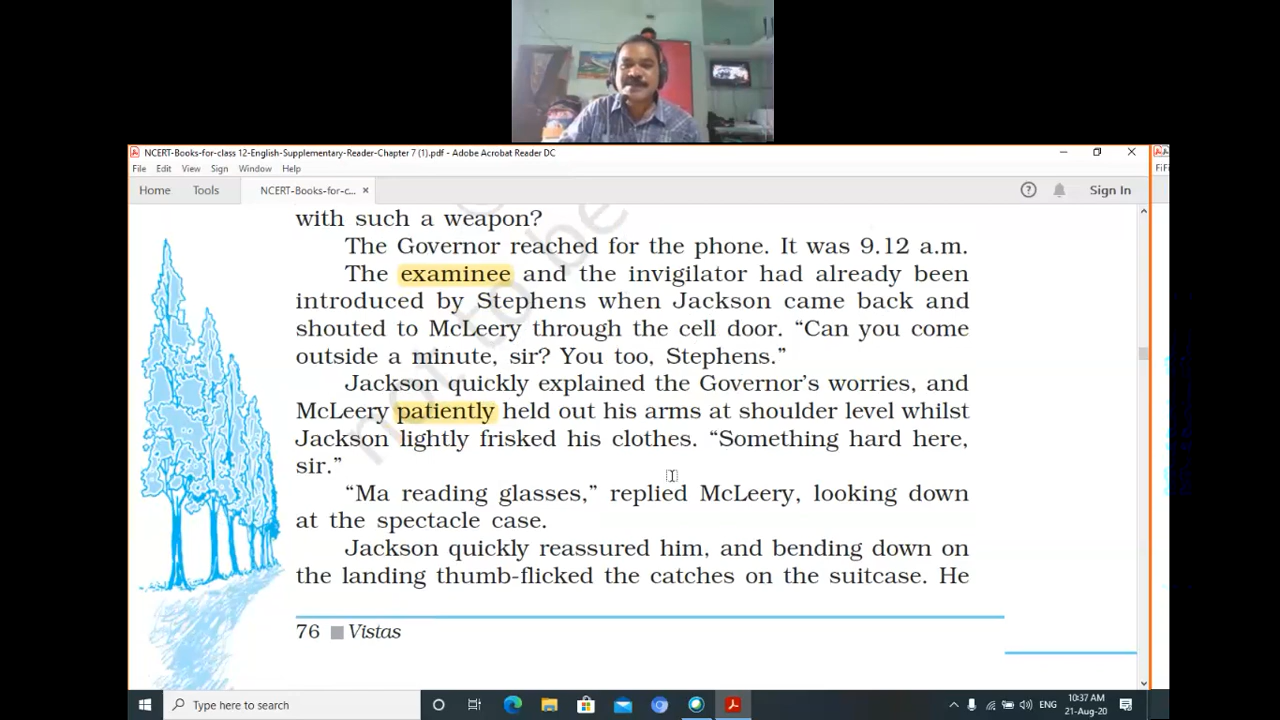 NCERT-Books-for-class 12-English-Supplementary-Reader-Chapter 7 (1).pdf - Adobe Acrobat Reader DC
File Edit View Sign Window Help
Home Tools NCERT-Books-for-c... × Sign In
FiFi
with such a weapon?
The Governor reached for the phone. It was 9.12 a.m.
The examinee and the invigilator had already been
introduced by Stephens when Jackson came back and
shouted to McLeery through the cell door. “Can you come
outside a minute, sir? You too, Stephens.”
Jackson quickly explained the Governor’s worries, and
McLeery patiently held out his arms at shoulder level whilst
Jackson lightly frisked his clothes. “Something hard here,
sir.”
“Ma reading glasses,” replied McLeery, looking down
at the spectacle case.
Jackson quickly reassured him, and bending down on
the landing thumb-flicked the catches on the suitcase. He
76 Vistas
not to be
Type here to search
ENG
10:37 AM
21-Aug-20